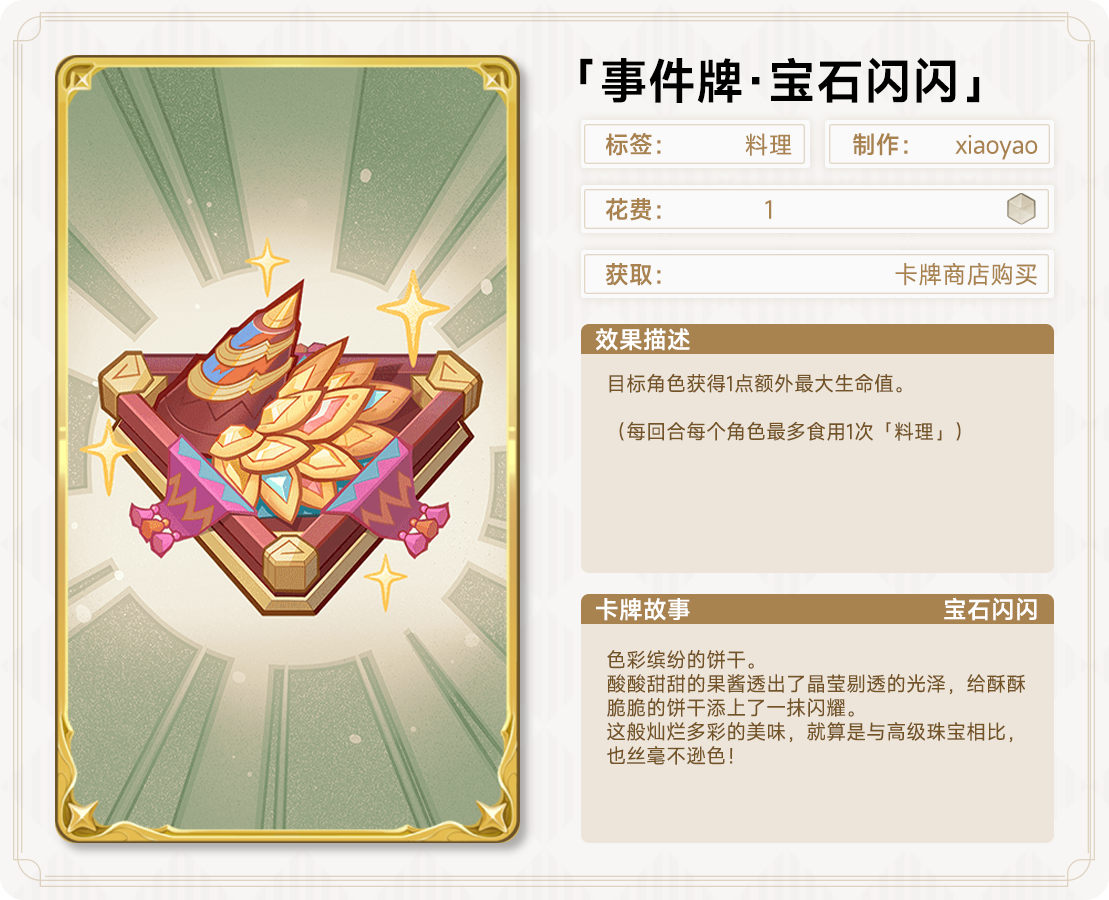 「事件牌·宝石闪闪」
标签： 料理 制作： xiaoyao
花费： 1
获取： 卡牌商店购买
效果描述
目标角色获得1点额外最大生命值。
（每回合每个角色最多食用1次「料理」）
卡牌故事 宝石闪闪
色彩缤纷的饼干。
酸酸甜甜的果酱透出了晶莹剔透的光泽，给酥酥
脆脆的饼干添上了一抹闪耀。
这般灿烂多彩的美味，就算是与高级珠宝相比，
也丝毫不逊色！